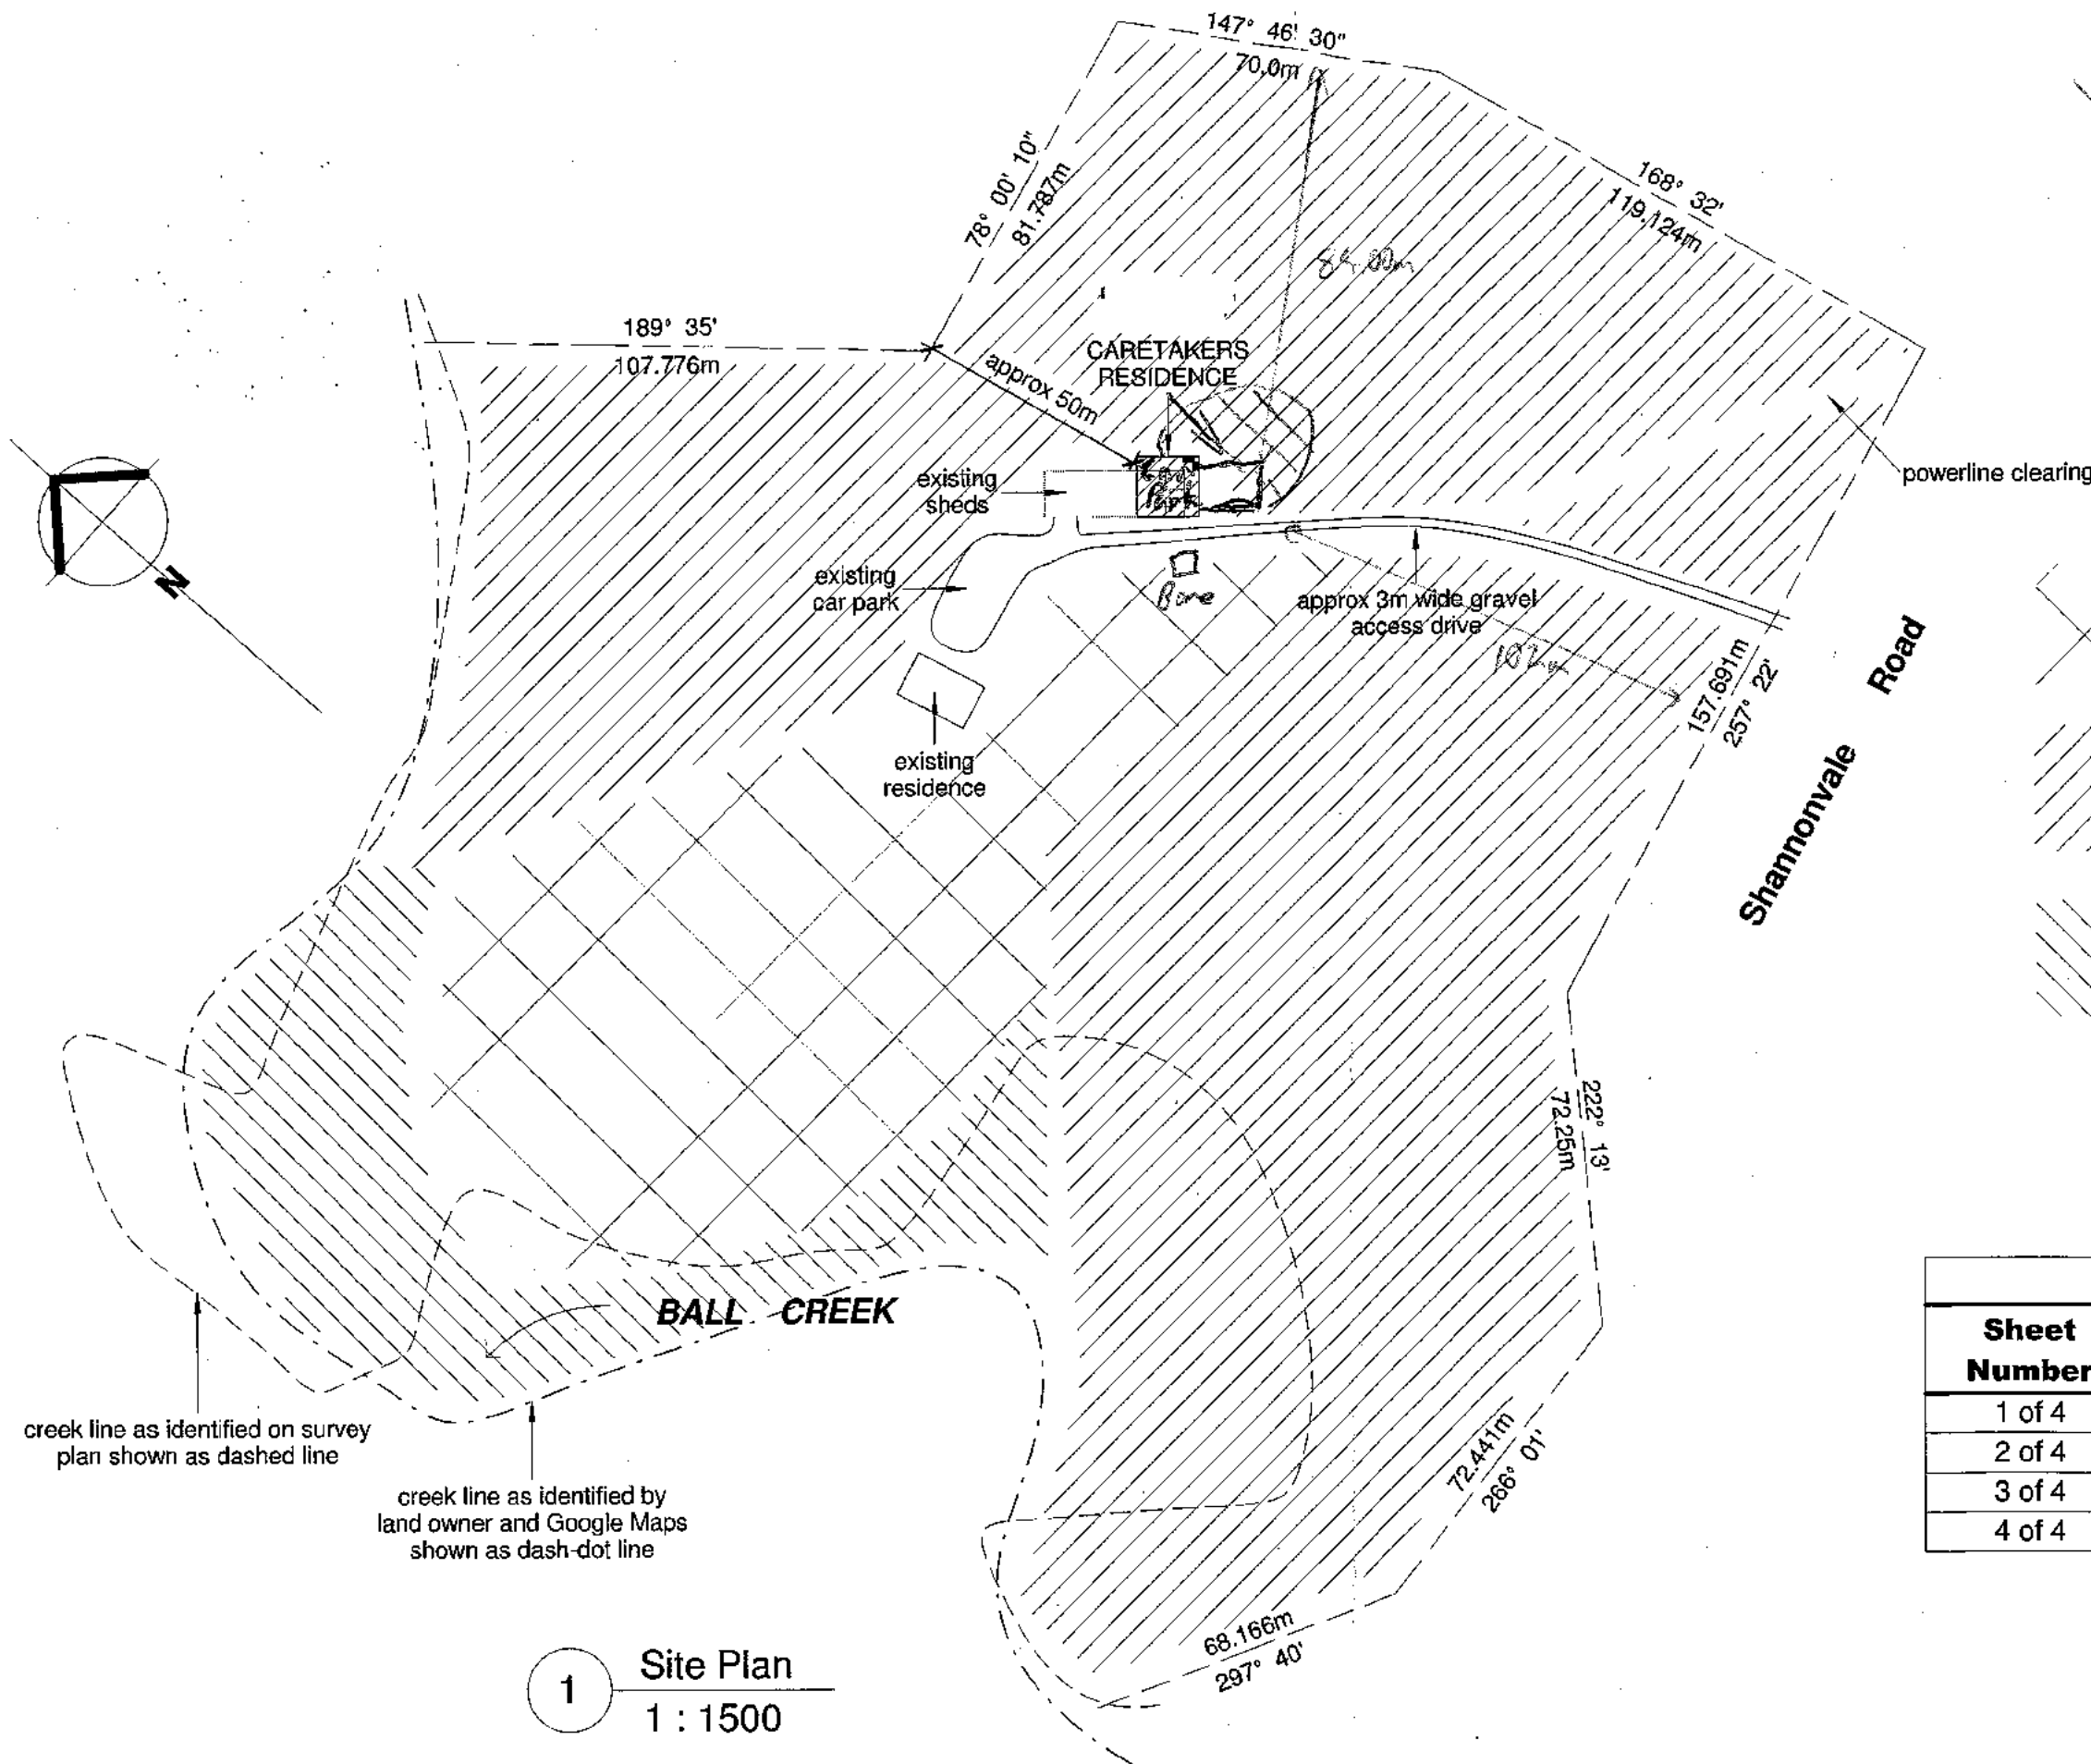 147° 46' 30"
70.0m
78° 00' 10"
81.787m
168° 32'
119.124m
189° 35'
107.776m
approx 50m
CARETAKERS
RESIDENCE
powerline clearing
existing
sheds
N
existing
car park
Bore
approx 3m wide gravel
access drive
102m
157.691m
257° 22'
Shannonvale Road
existing
residence
222° 13'
72.25m
BALL CREEK
Sheet
Number
1 of 4
2 of 4
3 of 4
4 of 4
creek line as identified on survey
plan shown as dashed line
creek line as identified by
land owner and Google Maps
shown as dash-dot line
72.441m
266° 01'
68.166m
297° 40'
1
Site Plan
1 : 1500